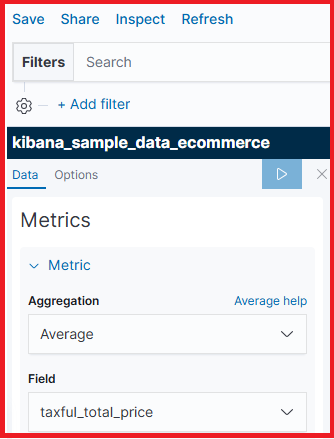 Save Share Inspect Refresh
Filters Search
+ Add filter
kibana_sample_data_ecommerce
Data Options
Metrics
Metric
Aggregation Average help
Average
Field
taxful_total_price